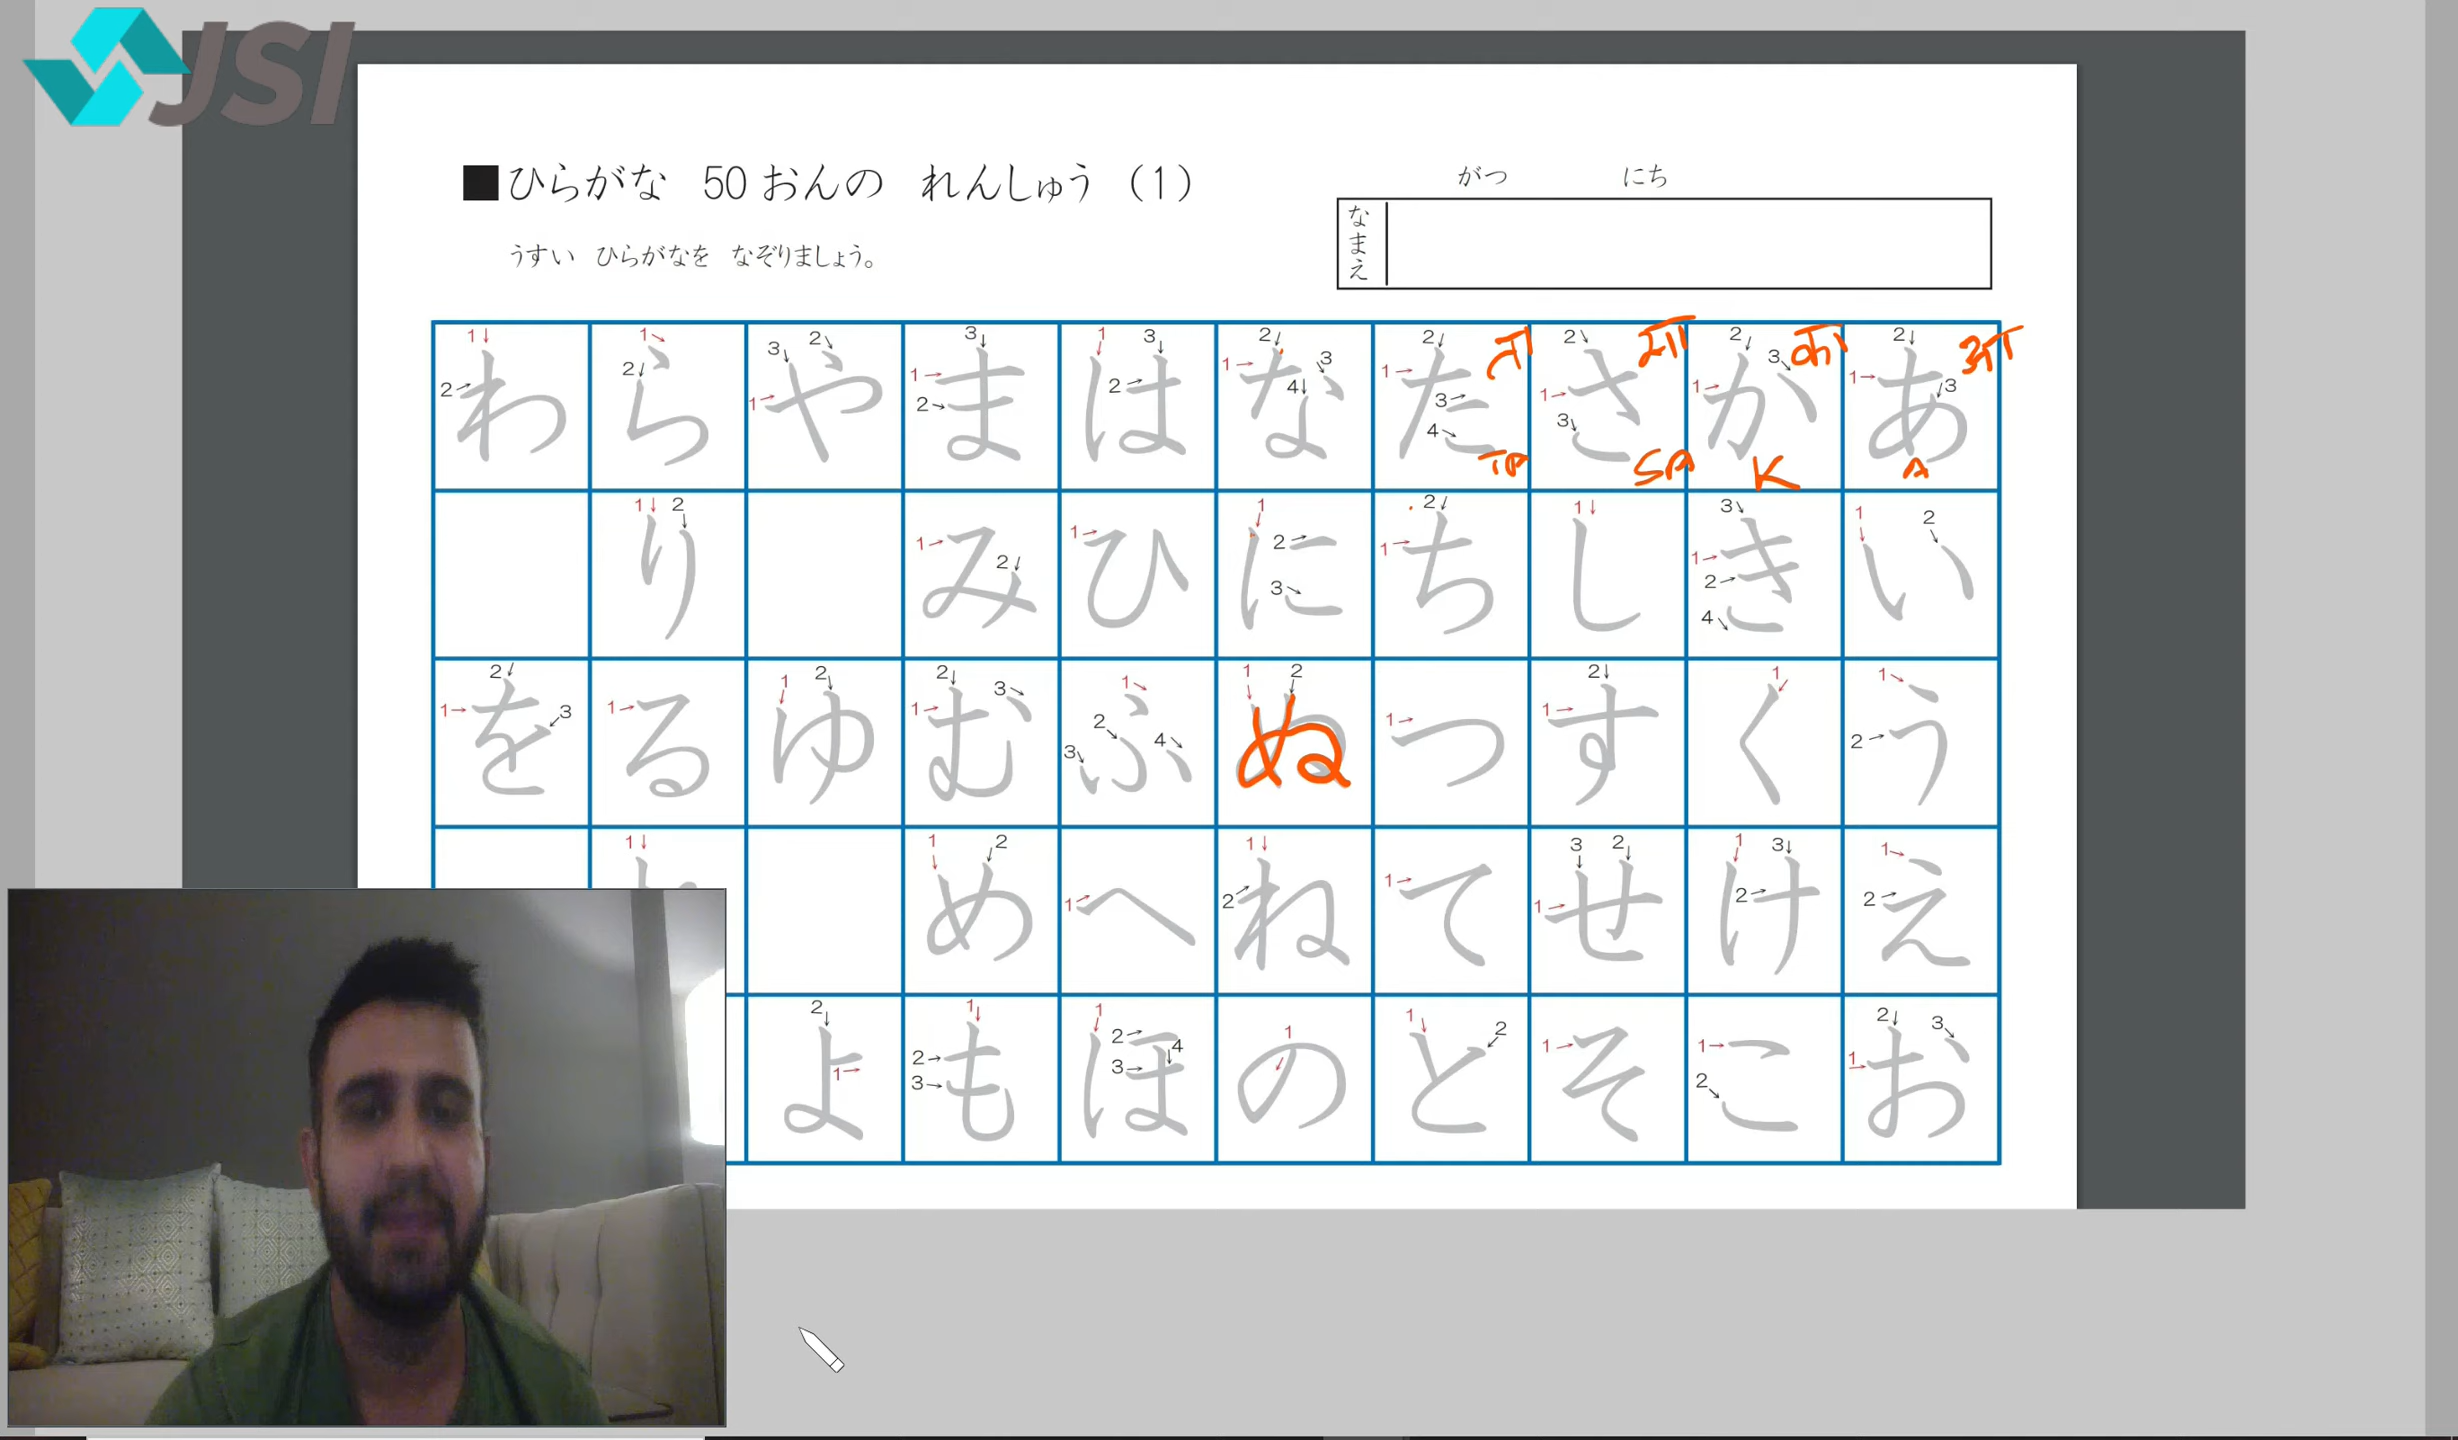 JSI
■ひらがな 50おんの れんしゅう（1）
がつ にち
うすい ひらがなを なぞりましょう。
なまえ
わ ら や ま は な た さ か あ
ता सा का आ
TA SA K A
り み ひ に ち し き い
を る ゆ む ふ ぬ つ す く う
め へ ね て せ け え
よ も ほ の と そ こ お